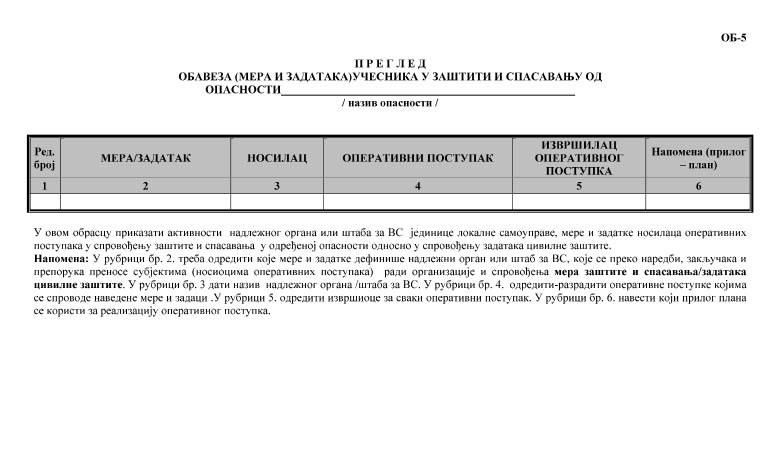 ОБ-5
П Р Е Г Л Е Д
ОБАВЕЗА (МЕРА И ЗАДАТАКА)УЧЕСНИКА У ЗАШТИТИ И СПАСАВАЊУ ОД
ОПАСНОСТИ
/ назив опасности /
Ред. број МЕРА/ЗАДАТАК НОСИЛАЦ ОПЕРАТИВНИ ПОСТУПАК ИЗВРШИЛАЦ ОПЕРАТИВНОГ ПОСТУПКА Напомена (прилог – план)
1 2 3 4 5 6
У овом обрасцу приказати активности надлежног органа или штаба за ВС јединице локалне самоуправе, мере и задатке носилаца оперативних
поступака у спровођењу заштите и спасавања у одређеној опасности односно у спровођењу задатака цивилне заштите.
Напомена: У рубрици бр. 2. треба одредити које мере и задатке дефинише надлежни орган или штаб за ВС, које се преко наредби, закључака и
препорука преносе субјектима (носиоцима оперативних поступака) ради организације и спровођења мера заштите и спасавања/задатака
цивилне заштите. У рубрици бр. 3 дати назив надлежног органа /штаба за ВС. У рубрици бр. 4. одредити-разрадити оперативне поступке којима
се спроводе наведене мере и задаци .У рубрици 5. одредити извршиоце за сваки оперативни поступак. У рубрици бр. 6. навести који прилог плана
се користи за реализацију оперативног поступка.